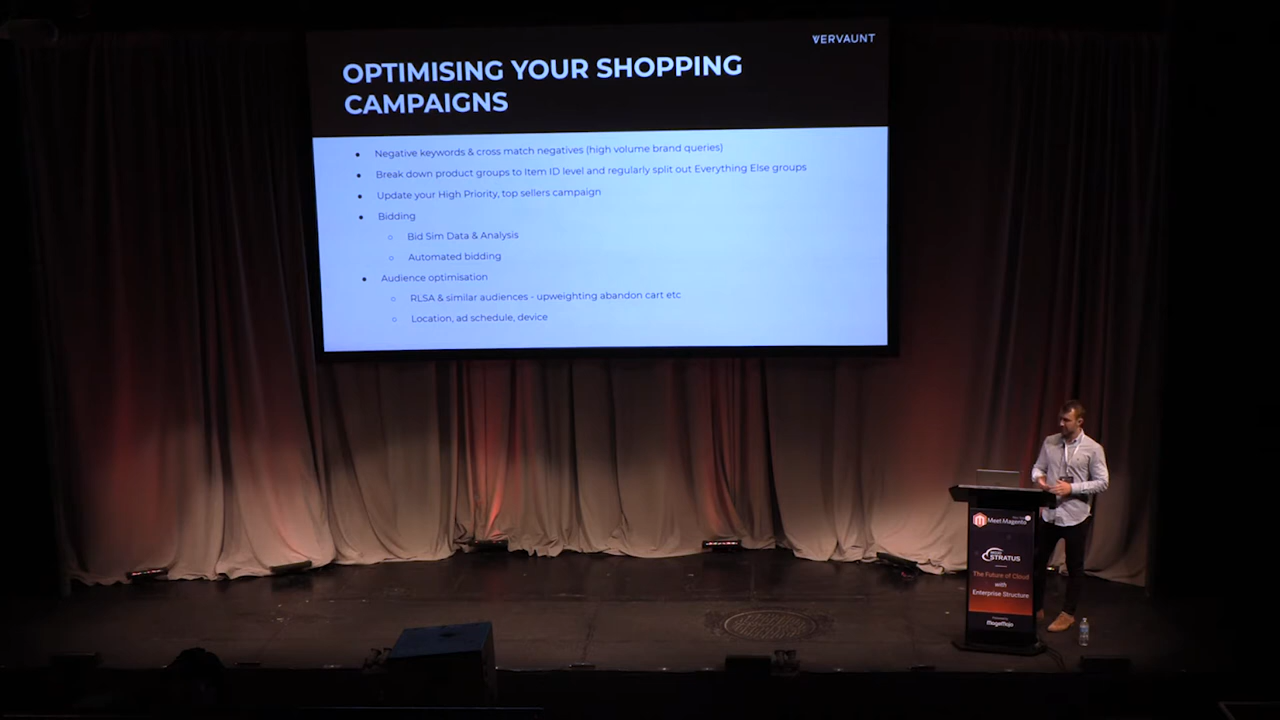 VERVAUNT
OPTIMISING YOUR SHOPPING
CAMPAIGNS
Negative keywords & cross match negatives (high volume brand queries)
Break down product groups to Item ID level and regularly split out Everything Else groups
Update your High Priority, top sellers campaign
Bidding
Bid Sim Data & Analysis
Automated bidding
Audience optimisation
RLSA & similar audiences - upweighting abandon cart etc
Location, ad schedule, device
Meet Magento
STRATUS
The Future of Cloud
with
Enterprise Structure
MageMojo